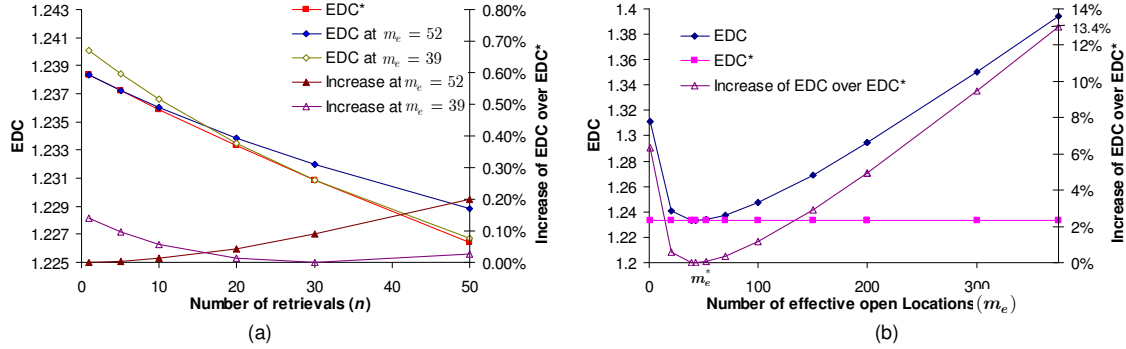 1.243
1.241
1.239
1.237
1.235
1.233
1.231
1.229
1.227
1.225
EDC
0
10
20
30
40
50
Number of retrievals (n)
0.80%
0.70%
0.60%
0.50%
0.40%
0.30%
0.20%
0.10%
0.00%
Increase of EDC over EDC*
EDC*
EDC at m_e = 52
EDC at m_e = 39
Increase at m_e = 52
Increase at m_e = 39
(a)
1.4
1.38
1.36
1.34
1.32
1.3
1.28
1.26
1.24
1.22
1.2
EDC
0
m_e*
100
200
300
Number of effective open Locations (m_e)
14%
13.4%
12%
10%
8%
6%
4%
2%
0%
Increase of EDC over EDC*
EDC
EDC*
Increase of EDC over EDC*
(b)